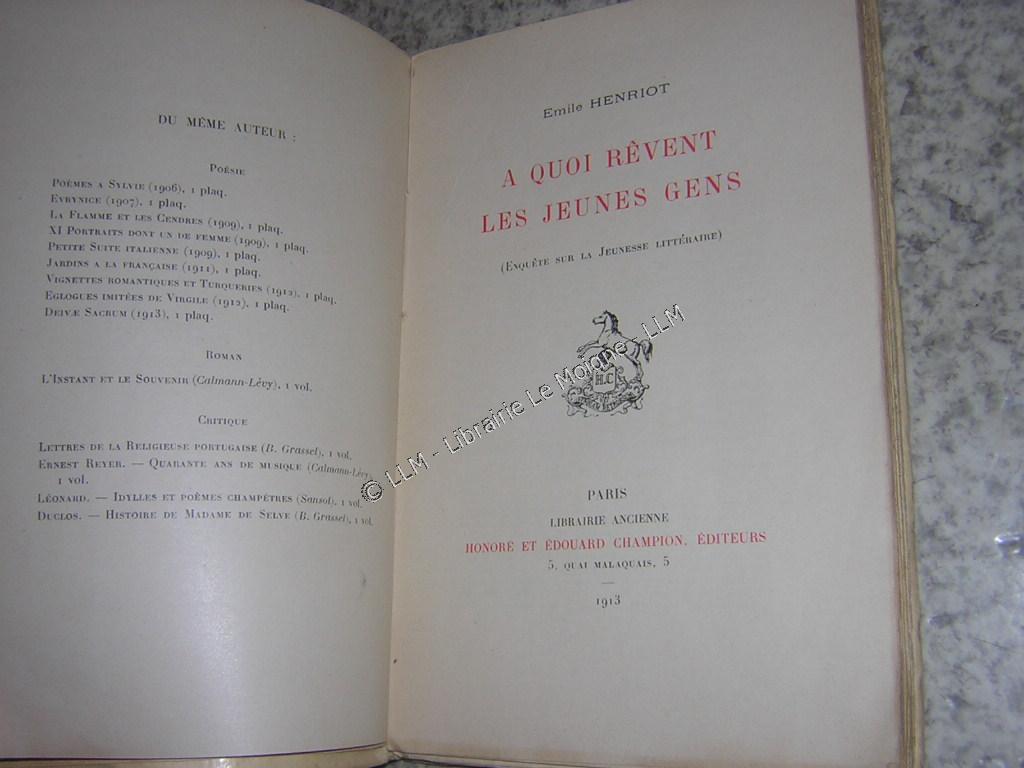 DU MÊME AUTEUR :
POÉSIE
POÈMES A SYLVIE (1906), 1 plaq.
EVRYNICE (1907), 1 plaq.
LA FLAMME ET LES CENDRES (1909), 1 plaq.
XI PORTRAITS DONT UN DE FEMME (1909), 1 plaq.
PETITE SUITE ITALIENNE (1909), 1 plaq.
JARDINS A LA FRANÇAISE (1911), 1 plaq.
VIGNETTES ROMANTIQUES ET TURQUERIES (1912), 1 plaq.
EGLOGUES IMITÉES DE VIRGILE (1912), 1 plaq.
DEIVÆ SACRUM (1913), 1 plaq.
ROMAN
L'INSTANT ET LE SOUVENIR (Calmann-Lévy), 1 vol.
CRITIQUE
LETTRES DE LA RELIGIEUSE PORTUGAISE (B. Grasset), 1 vol.
ERNEST REYER. — QUARANTE ANS DE MUSIQUE (Calmann-Lévy),
1 vol.
LÉONARD. — IDYLLES ET POÈMES CHAMPÊTRES (Sansot), 1 vol.
DUCLOS. — HISTOIRE DE MADAME DE SELVE (B. Grasset), 1 vol.
Emile HENRIOT
A QUOI RÊVENT
LES JEUNES GENS
(ENQUÊTE SUR LA JEUNESSE LITTÉRAIRE)
H.C
PARIS
LIBRAIRIE ANCIENNE
HONORÉ ET ÉDOUARD CHAMPION, ÉDITEURS
5, QUAI MALAQUAIS, 5
1913
© LLM - Librairie Le Moigne - LLM